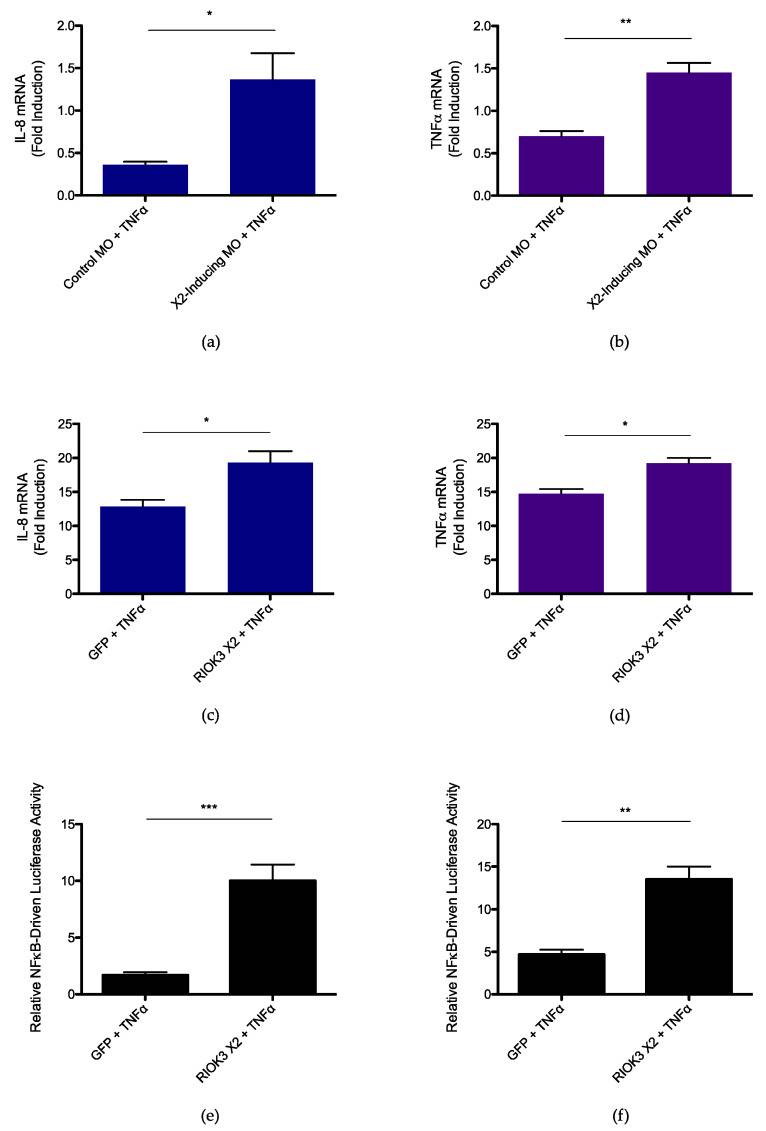 *
2.0
1.5
1.0
0.5
0.0
IL-8 mRNA
(Fold Induction)
Control MO + TNFα
X2-Inducing MO + TNFα
(a)
**
2.0
1.5
1.0
0.5
0.0
TNFα mRNA
(Fold Induction)
Control MO + TNFα
X2-Inducing MO + TNFα
(b)
*
25
20
15
10
5
0
IL-8 mRNA
(Fold Induction)
GFP + TNFα
RIOK3 X2 + TNFα
(c)
*
25
20
15
10
5
0
TNFα mRNA
(Fold Induction)
GFP + TNFα
RIOK3 X2 + TNFα
(d)
***
15
10
5
0
Relative NFκB-Driven Luciferase Activity
GFP + TNFα
RIOK3 X2 + TNFα
(e)
**
20
15
10
5
0
Relative NFκB-Driven Luciferase Activity
GFP + TNFα
RIOK3 X2 + TNFα
(f)